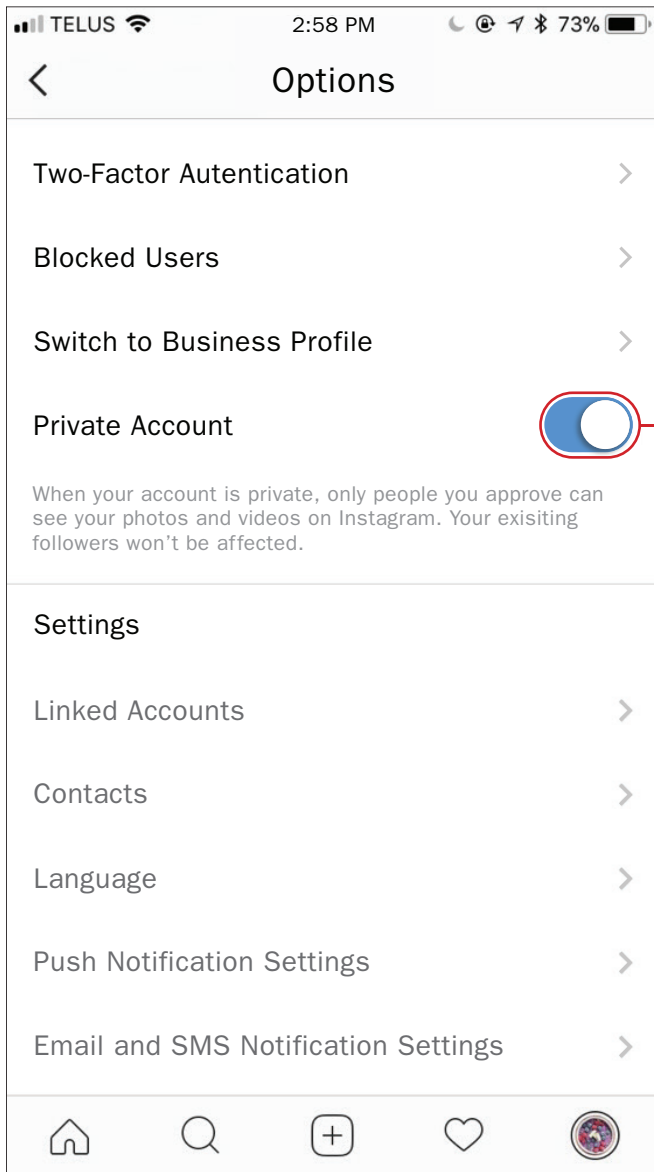 TELUS 2:58 PM 73%
Options
Two-Factor Autentication
Blocked Users
Switch to Business Profile
Private Account
When your account is private, only people you approve can
see your photos and videos on Instagram. Your exisiting
followers won't be affected.
Settings
Linked Accounts
Contacts
Language
Push Notification Settings
Email and SMS Notification Settings